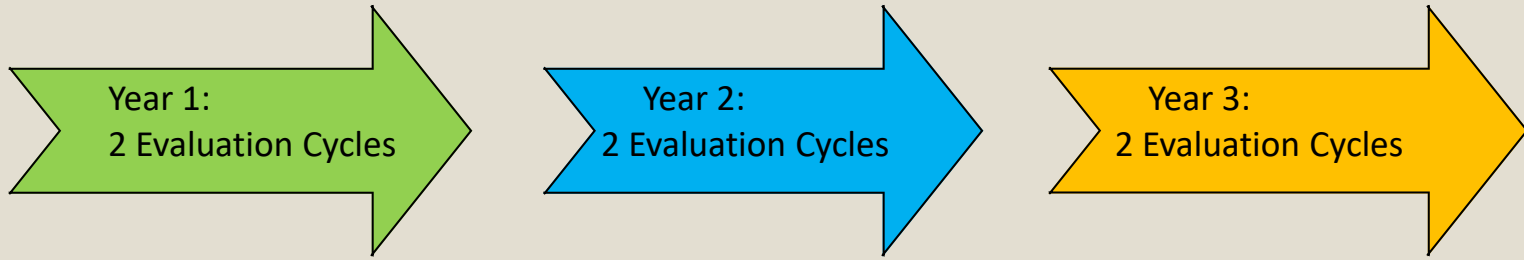 Year 1:
2 Evaluation Cycles
Year 2:
2 Evaluation Cycles
Year 3:
2 Evaluation Cycles